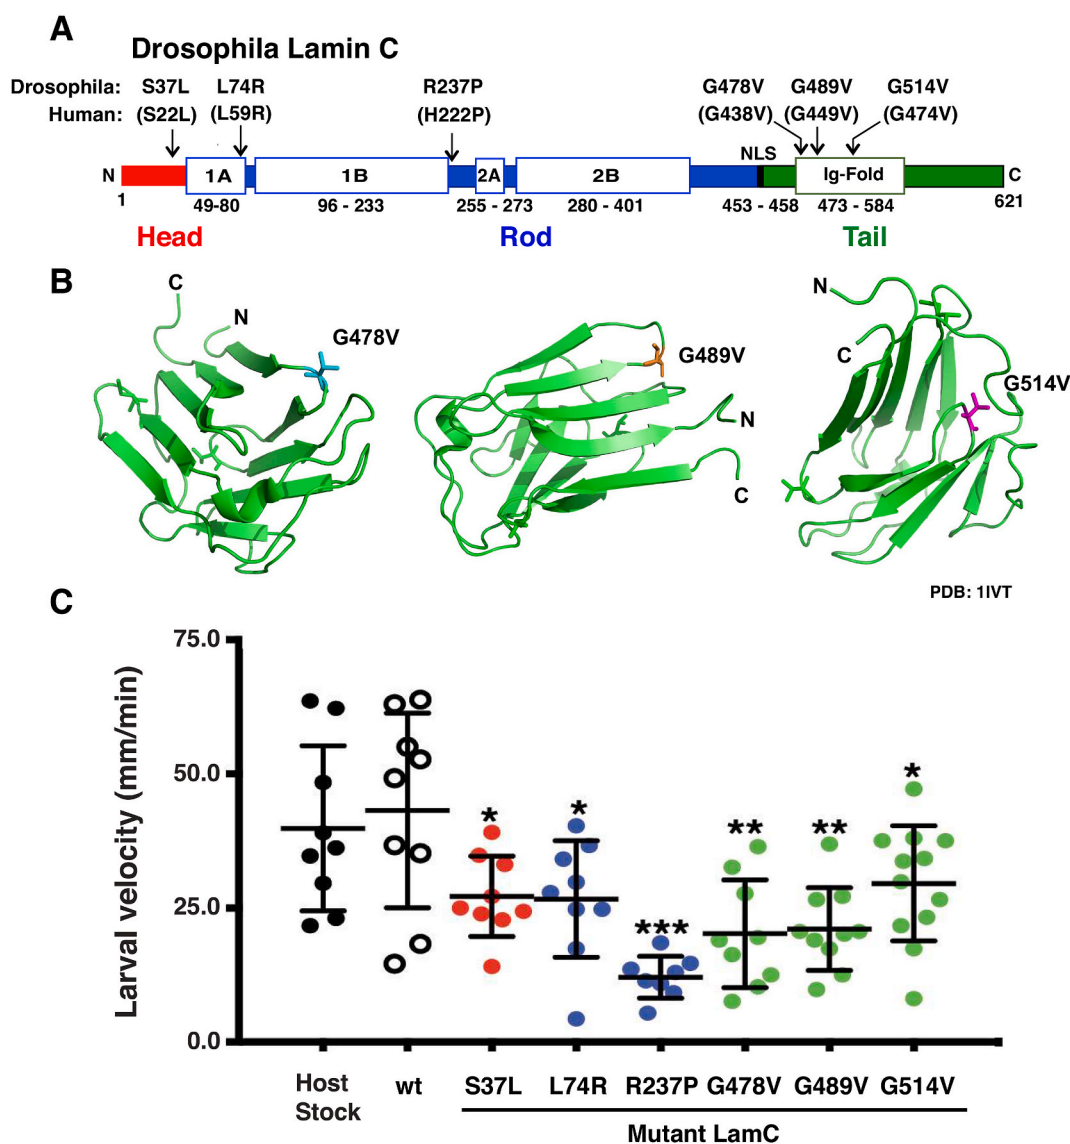 A
Drosophila Lamin C
Drosophila: S37L L74R R237P G478V G489V G514V
Human: (S22L) (L59R) (H222P) (G438V) (G449V) (G474V)
NLS
N 1A 1B 2A 2B Ig-Fold C
1 49-80 96 - 233 255 - 273 280 - 401 453 - 458 473 - 584 621
Head Rod Tail
B
C N G478V
G489V N C
N C G514V
PDB: 1IVT
C
Larval velocity (mm/min)
75.0
50.0
25.0
0.0
* * *** ** ** *
Host Stock wt S37L L74R R237P G478V G489V G514V
Mutant LamC